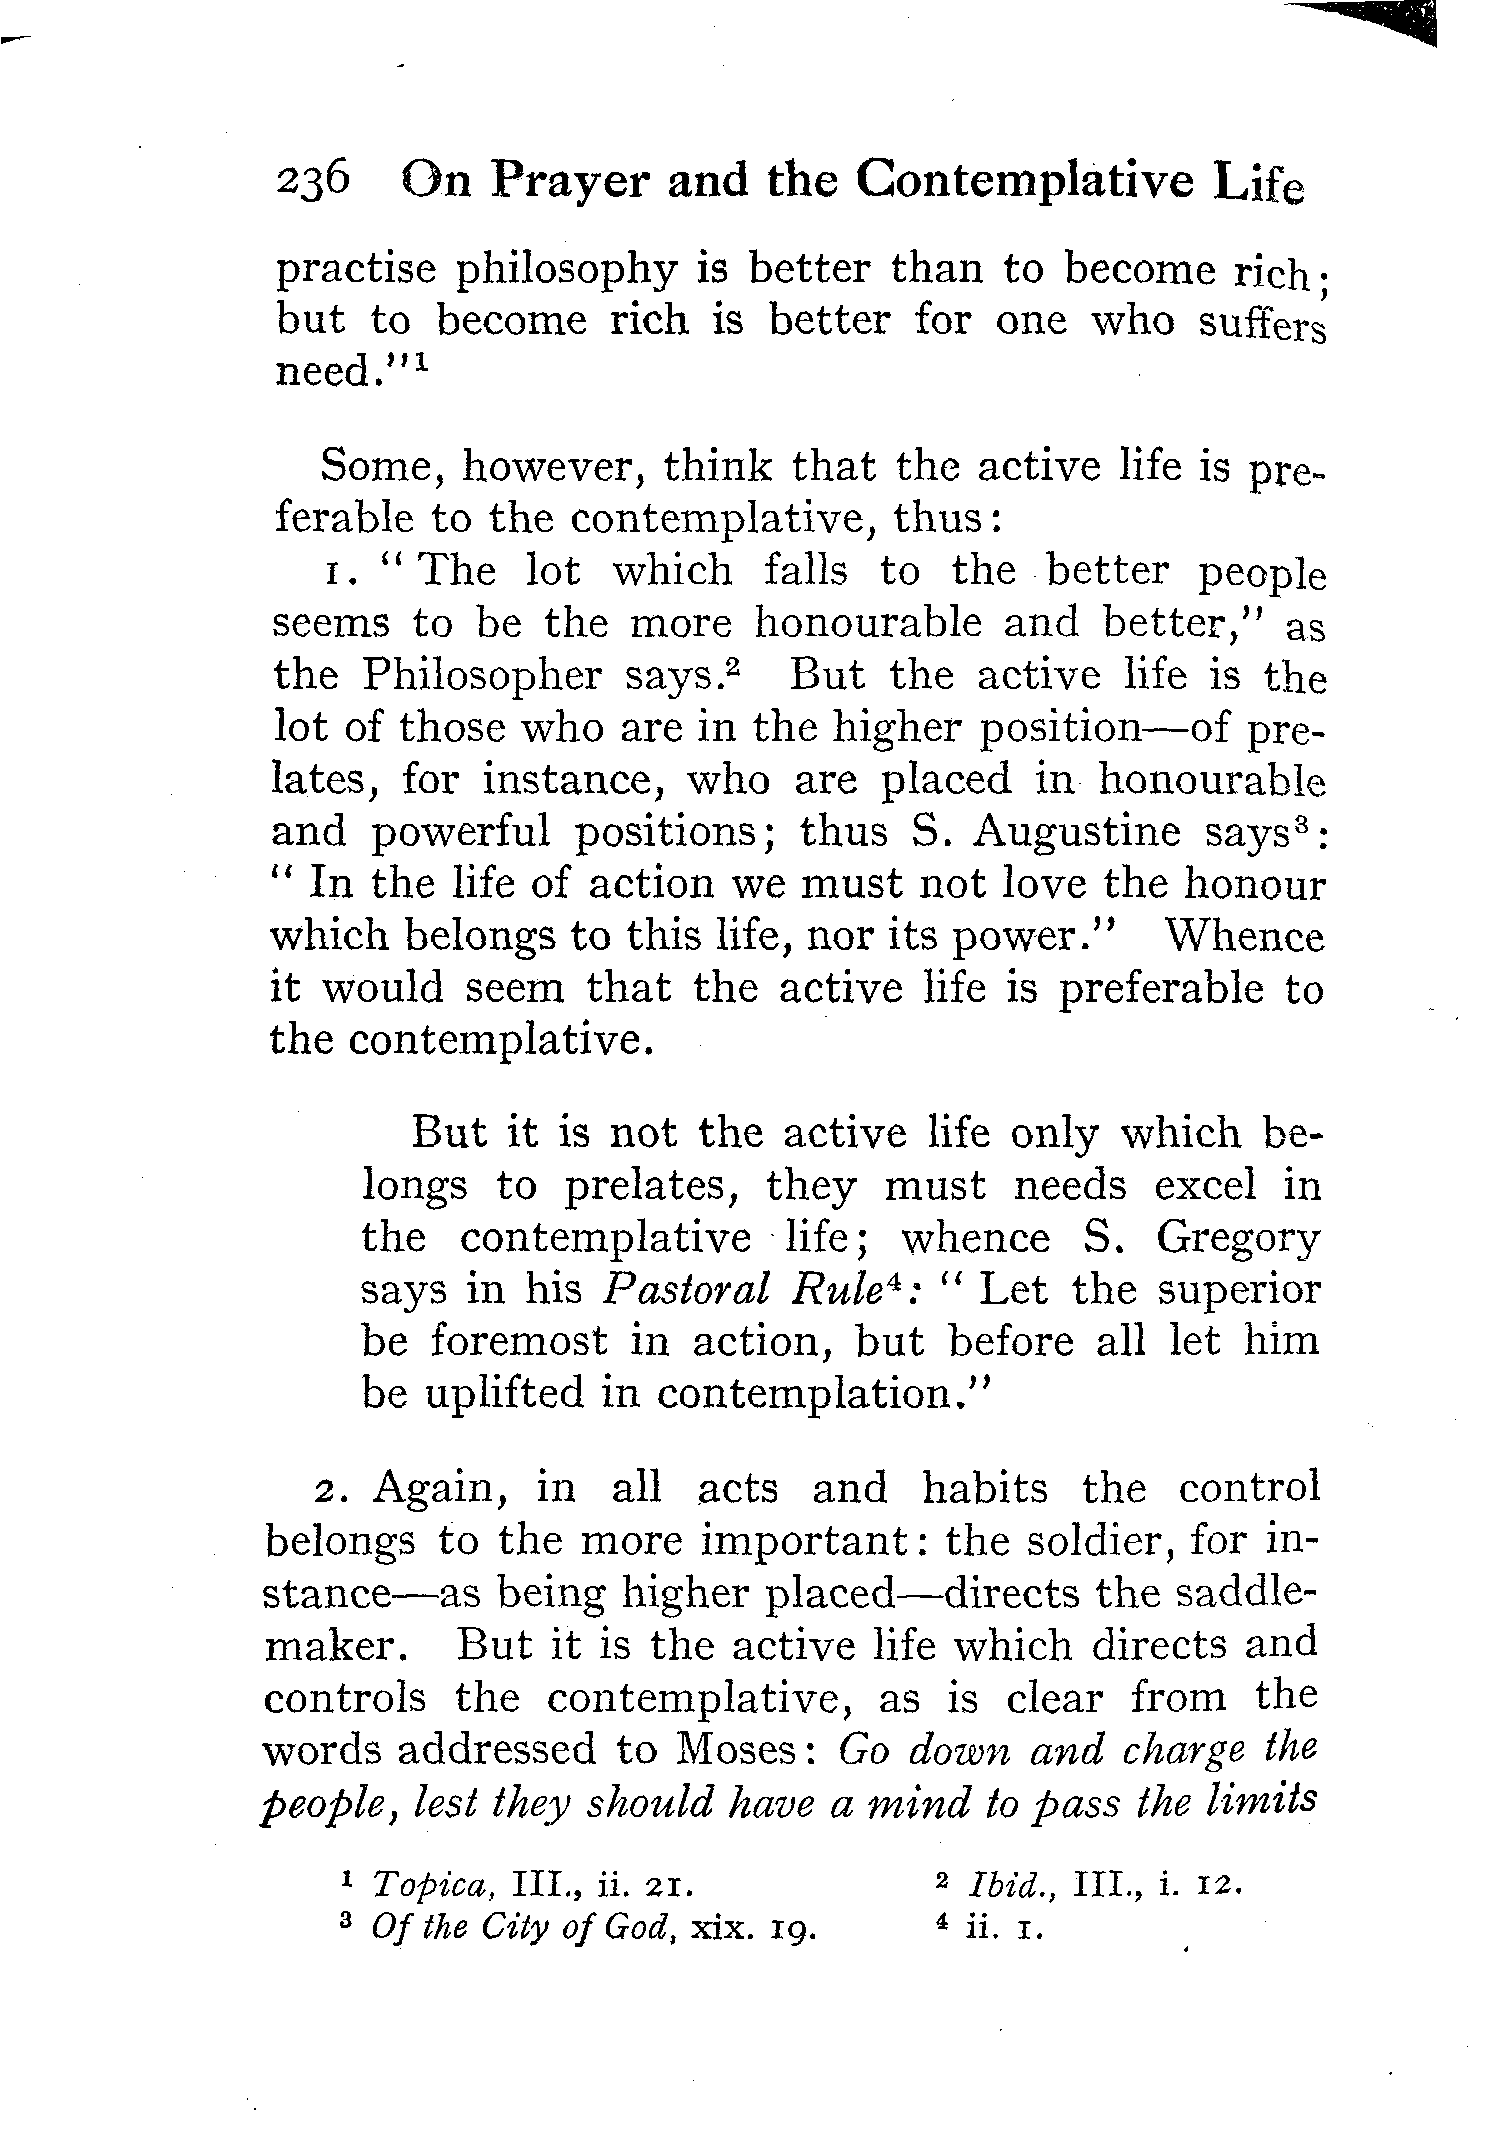 236 On Prayer and the Contemplative Life
practise philosophy is better than to become rich;
but to become rich is better for one who suffers
need."¹
Some, however, think that the active life is pre-
ferable to the contemplative, thus:
1. "The lot which falls to the better people
seems to be the more honourable and better," as
the Philosopher says.² But the active life is the
lot of those who are in the higher position—of pre-
lates, for instance, who are placed in honourable
and powerful positions; thus S. Augustine says³:
"In the life of action we must not love the honour
which belongs to this life, nor its power." Whence
it would seem that the active life is preferable to
the contemplative.
But it is not the active life only which be-
longs to prelates, they must needs excel in
the contemplative life; whence S. Gregory
says in his Pastoral Rule⁴: "Let the superior
be foremost in action, but before all let him
be uplifted in contemplation."
2. Again, in all acts and habits the control
belongs to the more important: the soldier, for in-
stance—as being higher placed—directs the saddle-
maker. But it is the active life which directs and
controls the contemplative, as is clear from the
words addressed to Moses: Go down and charge the
people, lest they should have a mind to pass the limits
¹ Topica, III., ii. 21. ² Ibid., III., i. 12.
³ Of the City of God, xix. 19. ⁴ ii. 1.